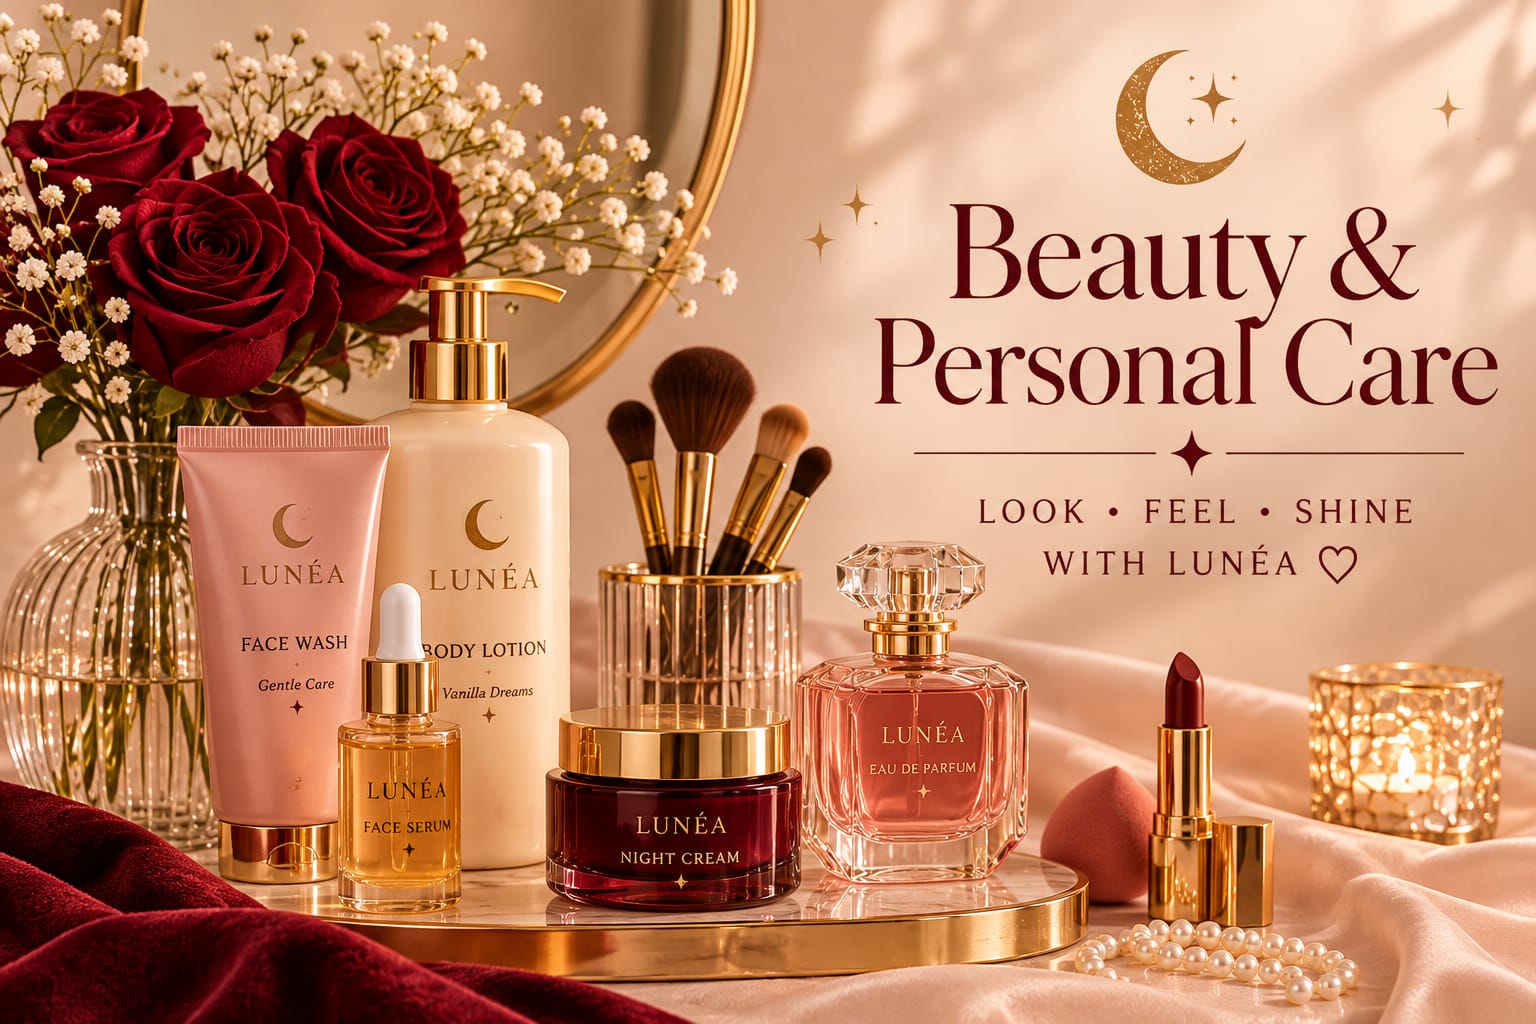 Beauty &
Personal Care
LOOK • FEEL • SHINE
WITH LUNÉA ♡
LUNÉA
FACE WASH
Gentle Care
LUNÉA
BODY LOTION
Vanilla Dreams
LUNÉA
FACE SERUM
LUNÉA
NIGHT CREAM
LUNÉA
EAU DE PARFUM